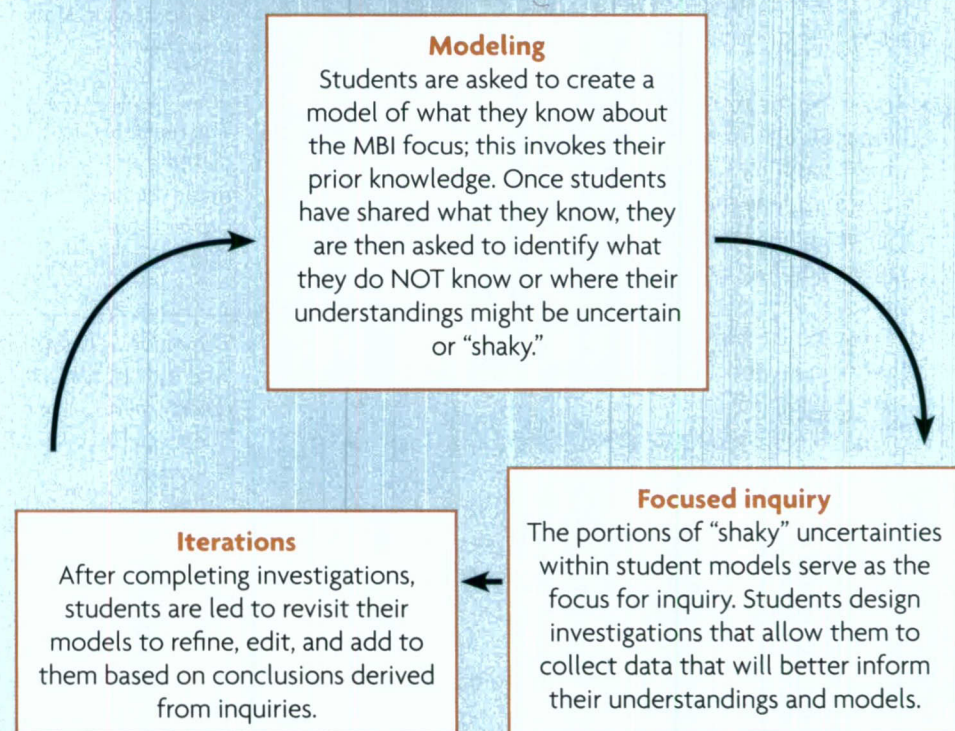 Modeling
Students are asked to create a
model of what they know about
the MBI focus; this invokes their
prior knowledge. Once students
have shared what they know, they
are then asked to identify what
they do NOT know or where their
understandings might be uncertain
or “shaky.”
Focused inquiry
The portions of “shaky” uncertainties
within student models serve as the
focus for inquiry. Students design
investigations that allow them to
collect data that will better inform
their understandings and models.
Iterations
After completing investigations,
students are led to revisit their
models to refine, edit, and add to
them based on conclusions derived
from inquiries.